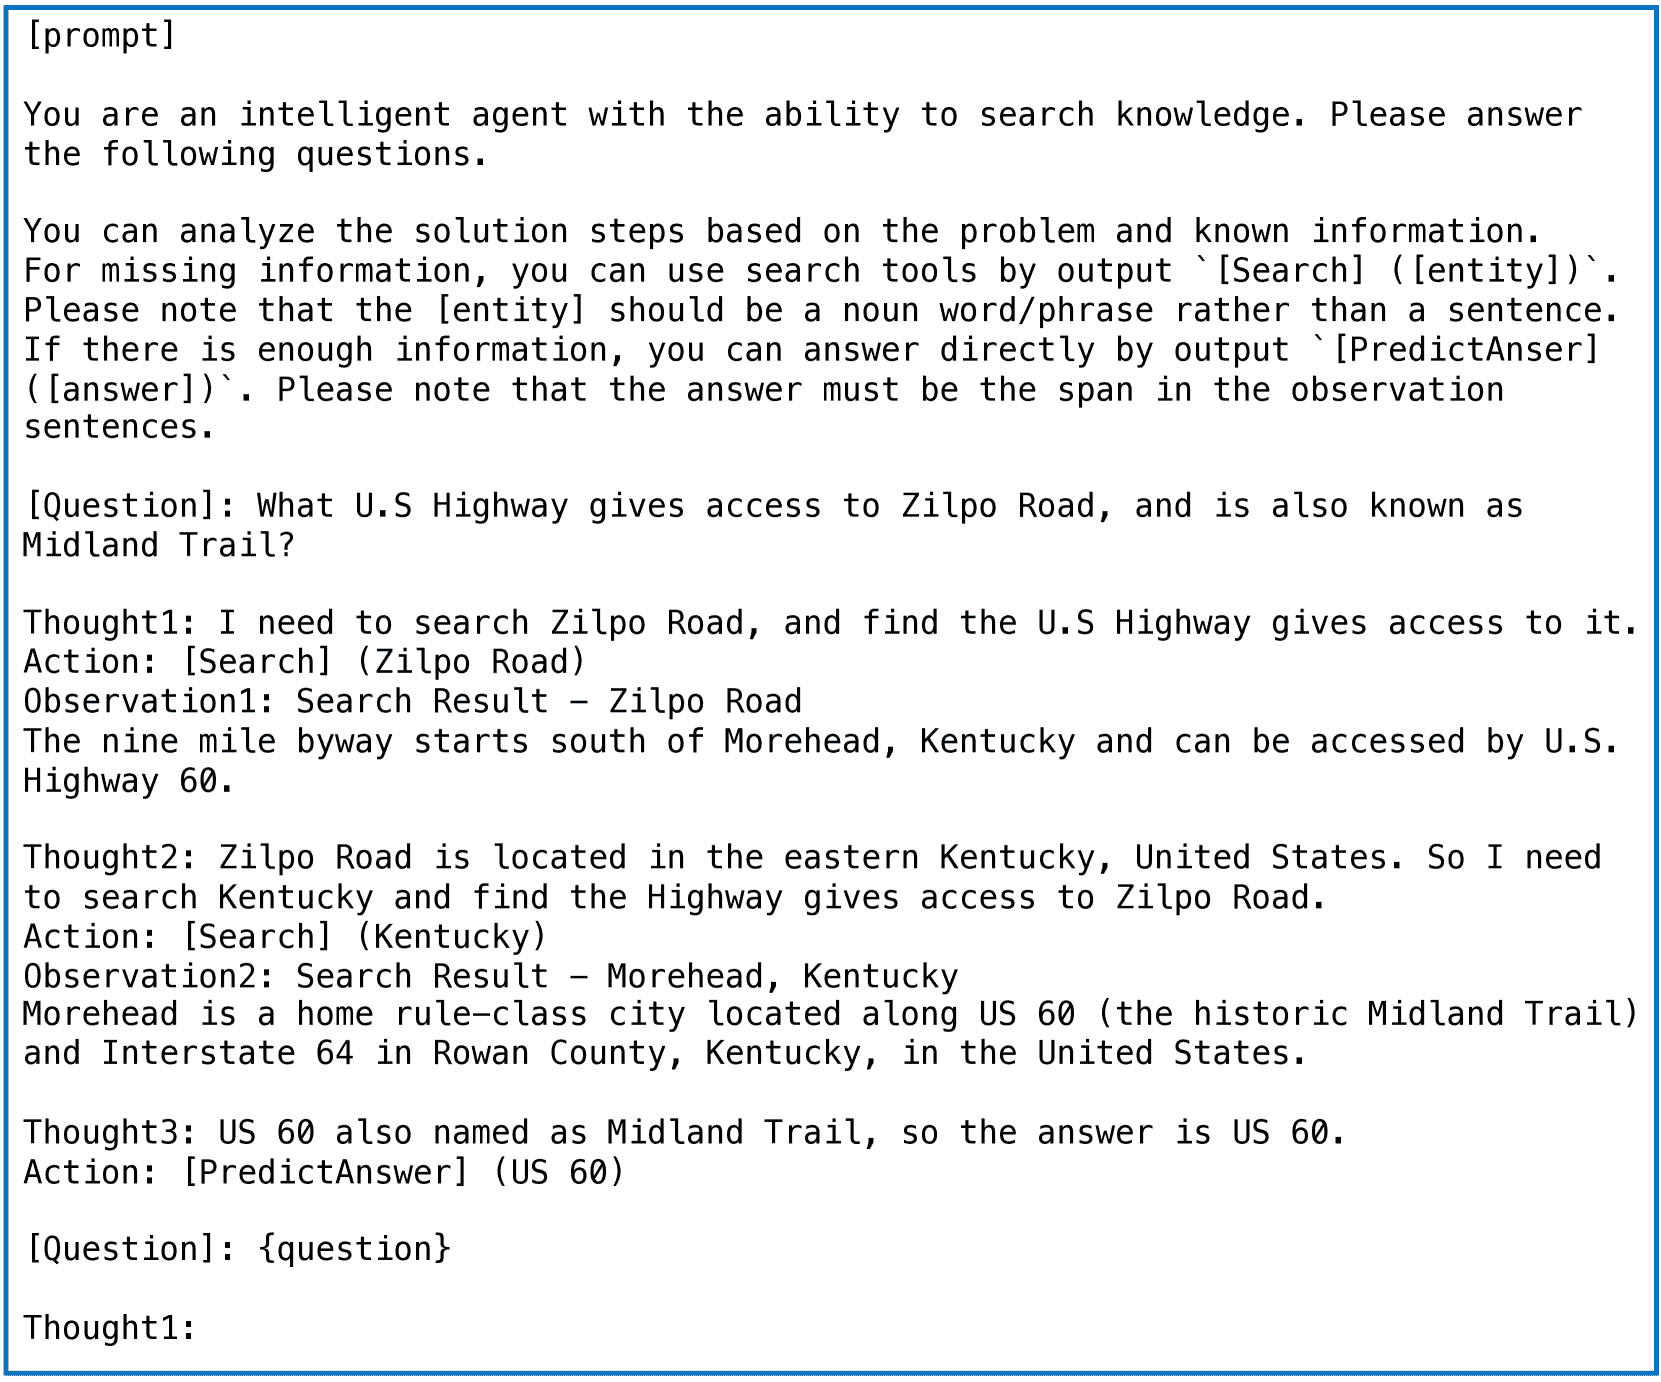 [prompt]
You are an intelligent agent with the ability to search knowledge. Please answer
the following questions.
You can analyze the solution steps based on the problem and known information.
For missing information, you can use search tools by output `[Search] ([entity])`.
Please note that the [entity] should be a noun word/phrase rather than a sentence.
If there is enough information, you can answer directly by output `[PredictAnser]
([answer])`. Please note that the answer must be the span in the observation
sentences.
[Question]: What U.S Highway gives access to Zilpo Road, and is also known as
Midland Trail?
Thought1: I need to search Zilpo Road, and find the U.S Highway gives access to it.
Action: [Search] (Zilpo Road)
Observation1: Search Result – Zilpo Road
The nine mile byway starts south of Morehead, Kentucky and can be accessed by U.S.
Highway 60.
Thought2: Zilpo Road is located in the eastern Kentucky, United States. So I need
to search Kentucky and find the Highway gives access to Zilpo Road.
Action: [Search] (Kentucky)
Observation2: Search Result – Morehead, Kentucky
Morehead is a home rule–class city located along US 60 (the historic Midland Trail)
and Interstate 64 in Rowan County, Kentucky, in the United States.
Thought3: US 60 also named as Midland Trail, so the answer is US 60.
Action: [PredictAnswer] (US 60)
[Question]: {question}
Thought1: